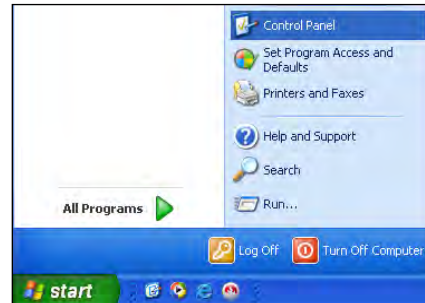 Control Panel
Set Program Access and
Defaults
Printers and Faxes
Help and Support
Search
All Programs
Run...
Log Off
Turn Off Computer
start